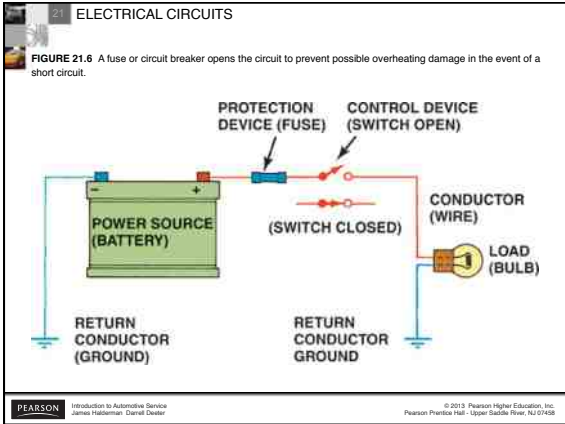 21 ELECTRICAL CIRCUITS
FIGURE 21.6 A fuse or circuit breaker opens the circuit to prevent possible overheating damage in the event of a
short circuit.
PROTECTION
DEVICE (FUSE)
CONTROL DEVICE
(SWITCH OPEN)
- +
POWER SOURCE
(BATTERY)
(SWITCH CLOSED)
CONDUCTOR
(WIRE)
LOAD
(BULB)
RETURN
CONDUCTOR
(GROUND)
RETURN
CONDUCTOR
GROUND
PEARSON
Introduction to Automotive Service
James Halderman Darrell Deeter
© 2013 Pearson Higher Education, Inc.
Pearson Prentice Hall - Upper Saddle River, NJ 07458